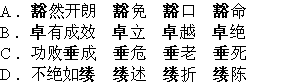 A．豁然开朗　豁免　豁口　豁命
B．卓有成效　卓立　卓越　卓绝
C．功败垂成　垂危　垂老　垂死
D．不绝如缕　缕述　缕折　缕陈